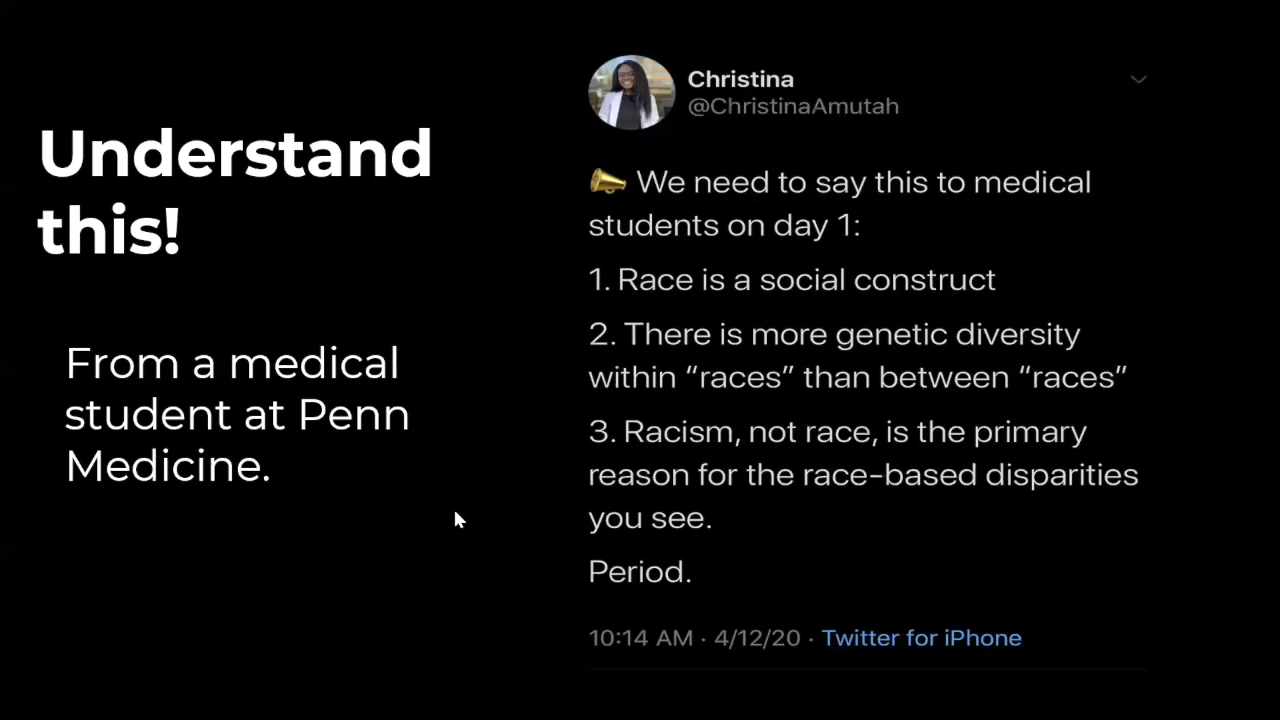 Understand
this!
From a medical
student at Penn
Medicine.
Christina
@ChristinaAmutah
📣 We need to say this to medical
students on day 1:
1. Race is a social construct
2. There is more genetic diversity
within “races” than between “races”
3. Racism, not race, is the primary
reason for the race-based disparities
you see.
Period.
10:14 AM · 4/12/20 · Twitter for iPhone